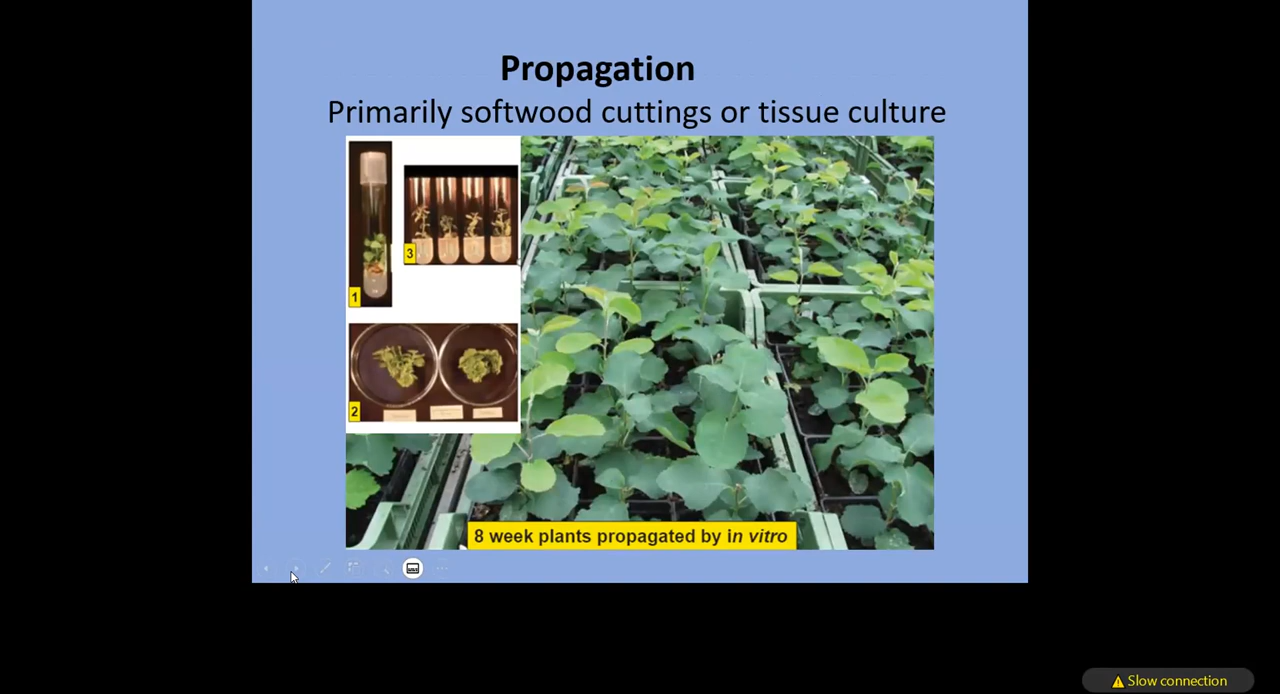 Propagation
Primarily softwood cuttings or tissue culture
1
3
2
8 week plants propagated by in vitro
Slow connection